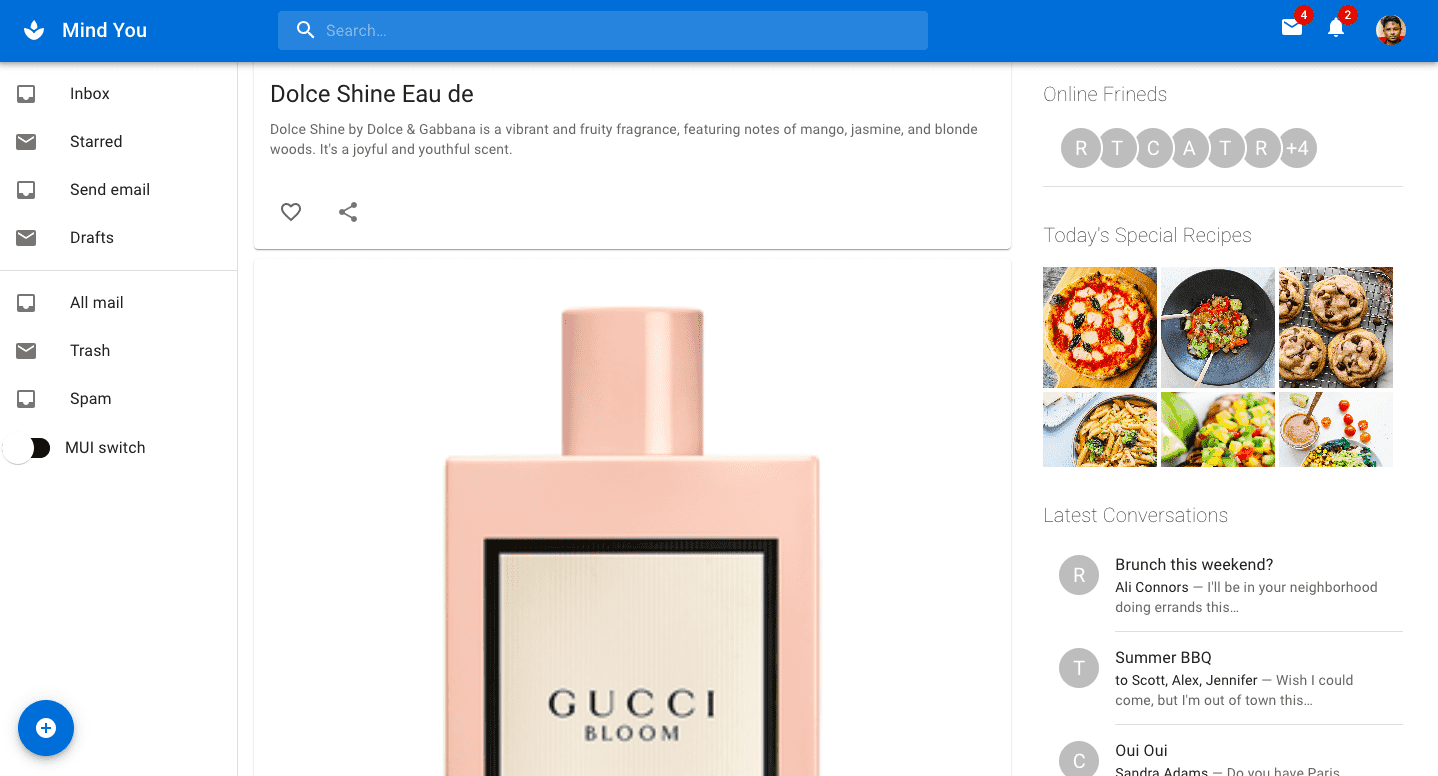 Mind You
Search…
4
2
Inbox
Starred
Send email
Drafts
All mail
Trash
Spam
MUI switch
Dolce Shine Eau de
Dolce Shine by Dolce & Gabbana is a vibrant and fruity fragrance, featuring notes of mango, jasmine, and blonde
woods. It's a joyful and youthful scent.
GUCCI
BLOOM
Online Frineds
R T C A T R +4
Today's Special Recipes
Latest Conversations
R
Brunch this weekend?
Ali Connors — I'll be in your neighborhood
doing errands this…
T
Summer BBQ
to Scott, Alex, Jennifer — Wish I could
come, but I'm out of town this…
C
Oui Oui
Sandra Adams — Do you have Paris